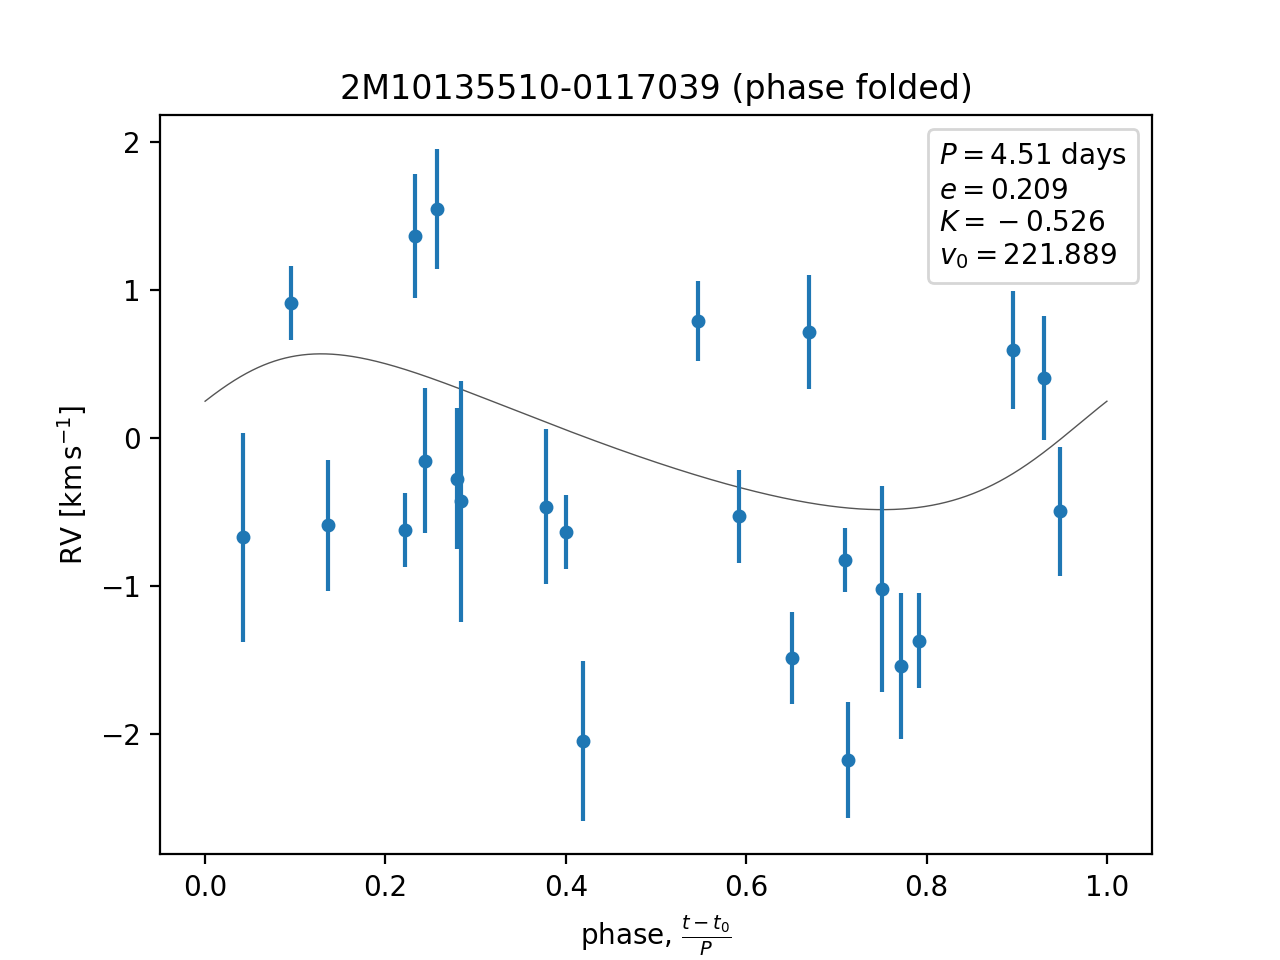 2M10135510-0117039 (phase folded)
P = 4.51 days
e = 0.209
K = −0.526
v₀ = 221.889
2
1
0
−1
−2
RV [km s⁻¹]
0.0 0.2 0.4 0.6 0.8 1.0
phase, (t − t₀)/P